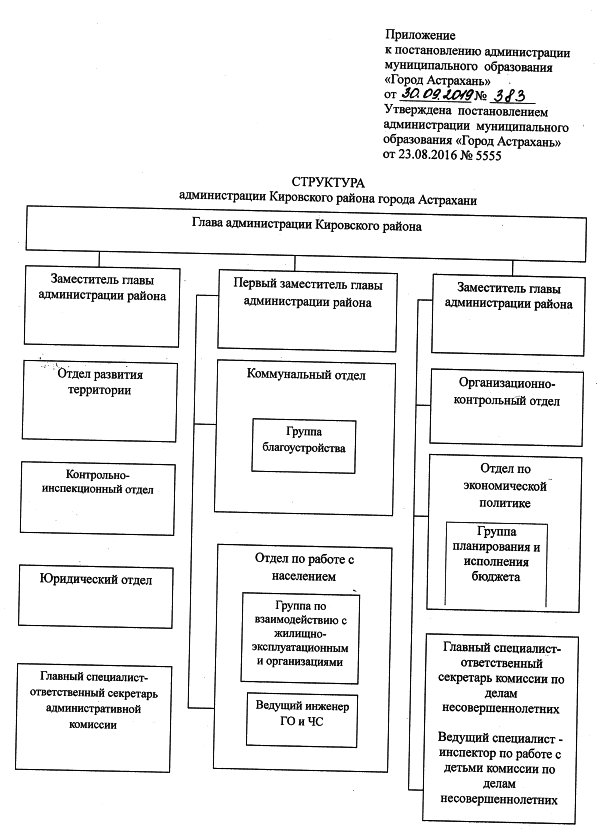 Приложение
к постановлению администрации
муниципального образования
«Город Астрахань»
от 30.09.2019 № 383
Утверждена постановлением
администрации муниципального
образования «Город Астрахань»
от 23.08.2016 № 5555
СТРУКТУРА
администрации Кировского района города Астрахани
Глава администрации Кировского района
Заместитель главы
администрации района
Отдел развития
территории
Контрольно-
инспекционный отдел
Юридический отдел
Главный специалист-
ответственный секретарь
административной
комиссии
Первый заместитель главы
администрации района
Коммунальный отдел
Группа
благоустройства
Отдел по работе с
населением
Группа по
взаимодействию с
жилищно-
эксплуатационным
и организациями
Ведущий инженер
ГО и ЧС
Заместитель главы
администрации района
Организационно-
контрольный отдел
Отдел по
экономической
политике
Группа
планирования и
исполнения
бюджета
Главный специалист-
ответственный
секретарь комиссии по
делам
несовершеннолетних
Ведущий специалист -
инспектор по работе с
детьми комиссии по
делам
несовершеннолетних